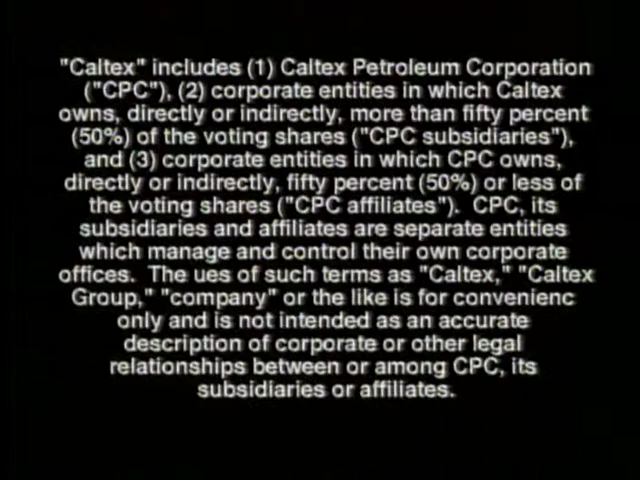 "Caltex" includes (1) Caltex Petroleum Corporation
("CPC"), (2) corporate entities in which Caltex
owns, directly or indirectly, more than fifty percent
(50%) of the voting shares ("CPC subsidiaries"),
and (3) corporate entities in which CPC owns,
directly or indirectly, fifty percent (50%) or less of
the voting shares ("CPC affiliates").  CPC, its
subsidiaries and affiliates are separate entities
which manage and control their own corporate
offices.  The ues of such terms as "Caltex," "Caltex
Group," "company" or the like is for convenienc
only and is not intended as an accurate
description of corporate or other legal
relationships between or among CPC, its
subsidiaries or affiliates.